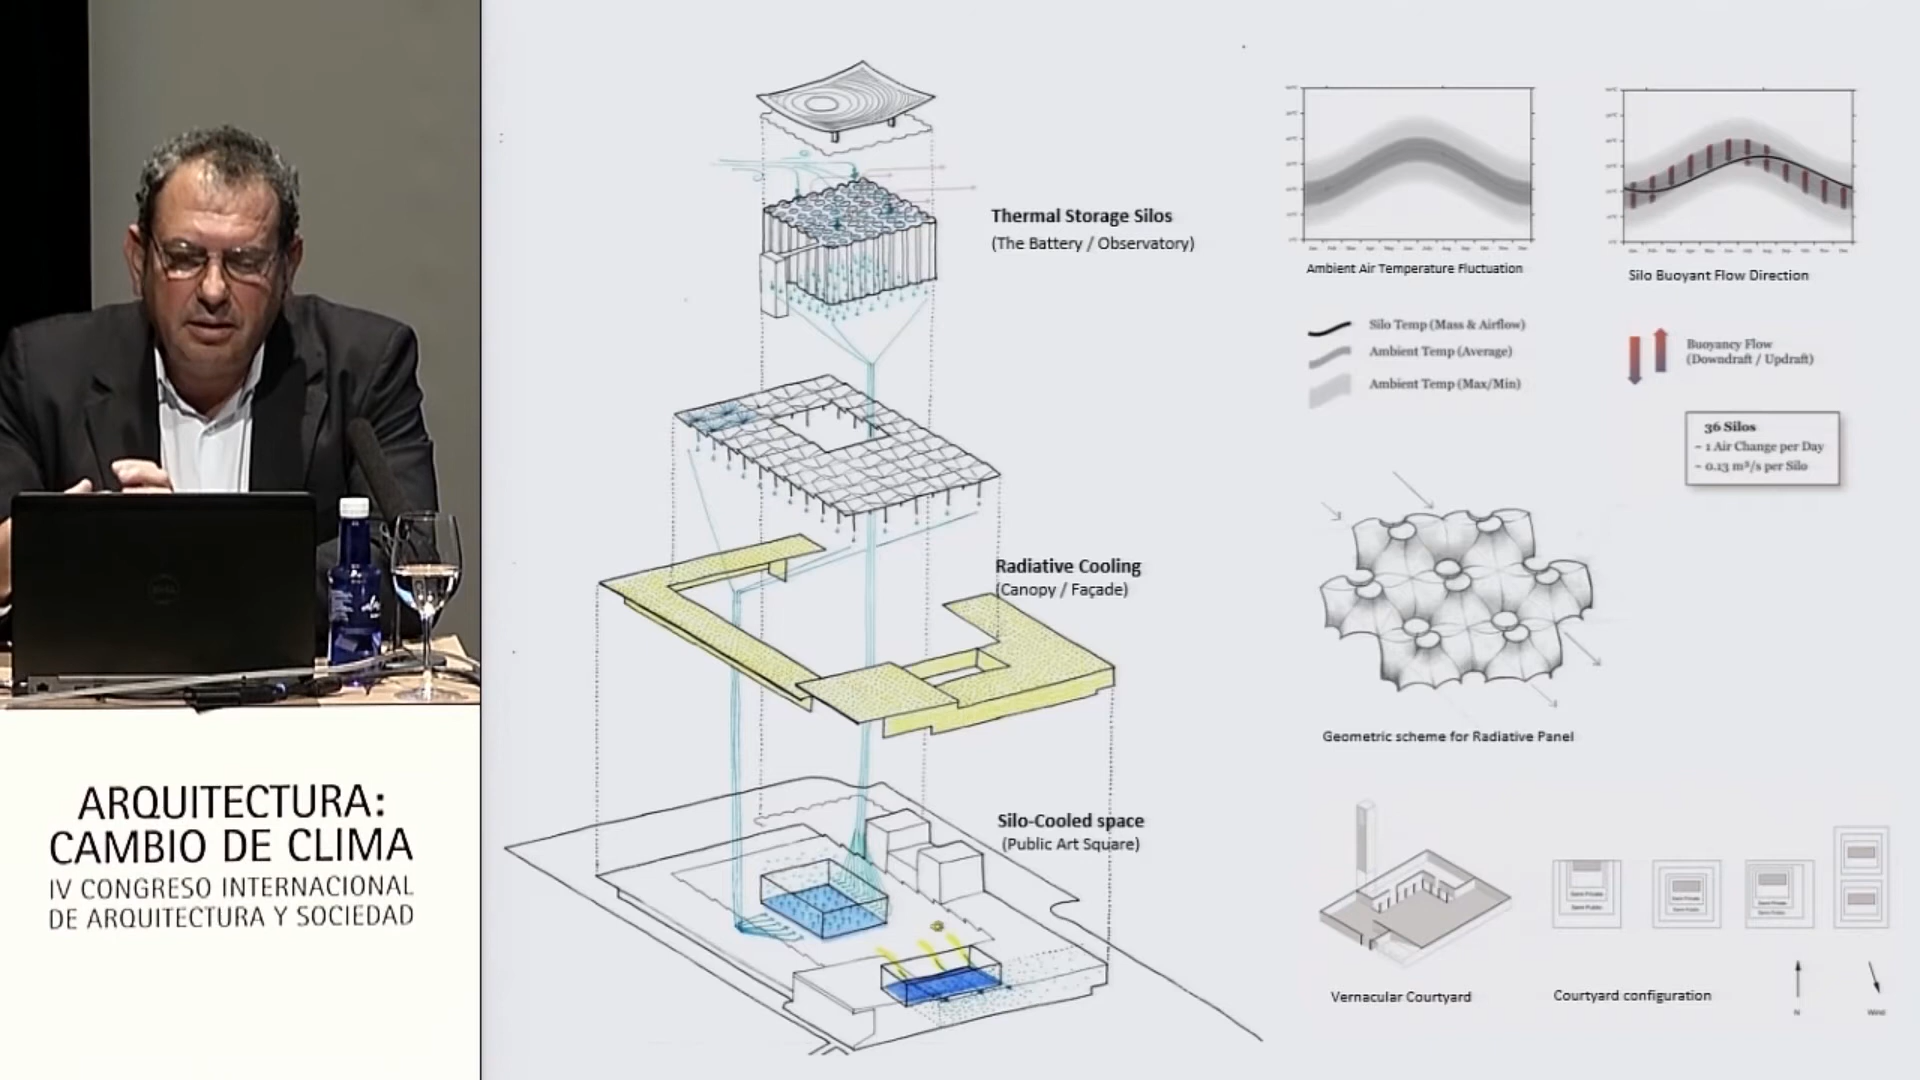 ARQUITECTURA:
CAMBIO DE CLIMA
IV CONGRESO INTERNACIONAL
DE ARQUITECTURA Y SOCIEDAD
Thermal Storage Silos
(The Battery / Observatory)
Radiative Cooling
(Canopy / Façade)
Silo-Cooled space
(Public Art Square)
Ambient Air Temperature Fluctuation
Silo Buoyant Flow Direction
Silo Temp (Mass & Airflow)
Ambient Temp (Average)
Ambient Temp (Max/Min)
Buoyancy Flow
(Downdraft / Updraft)
36 Silos
~ 1 Air Change per Day
~ 0.13 m³/s per Silo
Geometric scheme for Radiative Panel
Vernacular Courtyard
Courtyard configuration
N
Wind